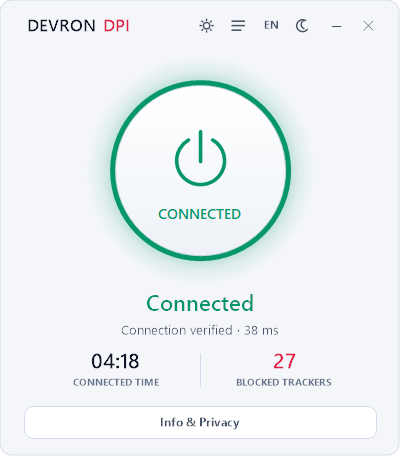 DEVRON DPI EN
CONNECTED
Connected
Connection verified · 38 ms
04:18 27
CONNECTED TIME BLOCKED TRACKERS
Info & Privacy